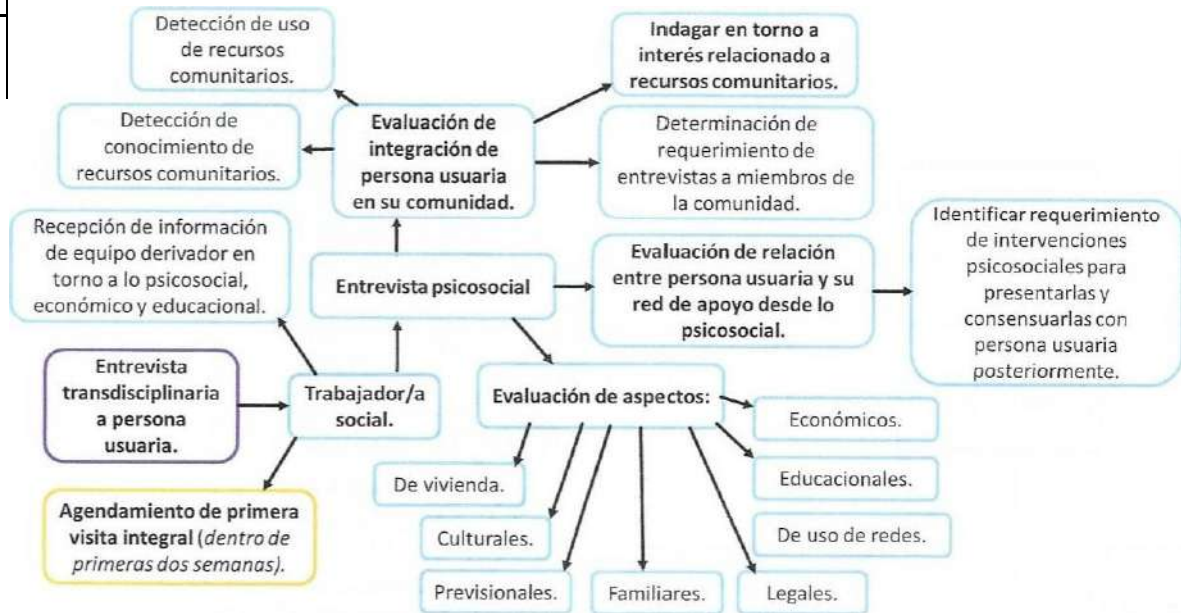 Detección de uso
de recursos
comunitarios.
Indagar en torno a
interés relacionado a
recursos comunitarios.
Detección de
conocimiento de
recursos comunitarios.
Evaluación de
integración de
persona usuaria
en su comunidad.
Determinación de
requerimiento de
entrevistas a miembros de
la comunidad.
Recepción de información
de equipo derivador en
torno a lo psicosocial,
económico y educacional.
Entrevista psicosocial
Evaluación de relación
entre persona usuaria y su
red de apoyo desde lo
psicosocial.
Identificar requerimiento
de intervenciones
psicosociales para
presentarlas y
consensuarlas con
persona usuaria
posteriormente.
Entrevista
transdisciplinaria
a persona
usuaria.
Trabajador/a
social.
Evaluación de aspectos:
Económicos.
Educacionales.
De uso de redes.
De vivienda.
Culturales.
Previsionales.
Familiares.
Legales.
Agendamiento de primera
visita integral (dentro de
primeras dos semanas).